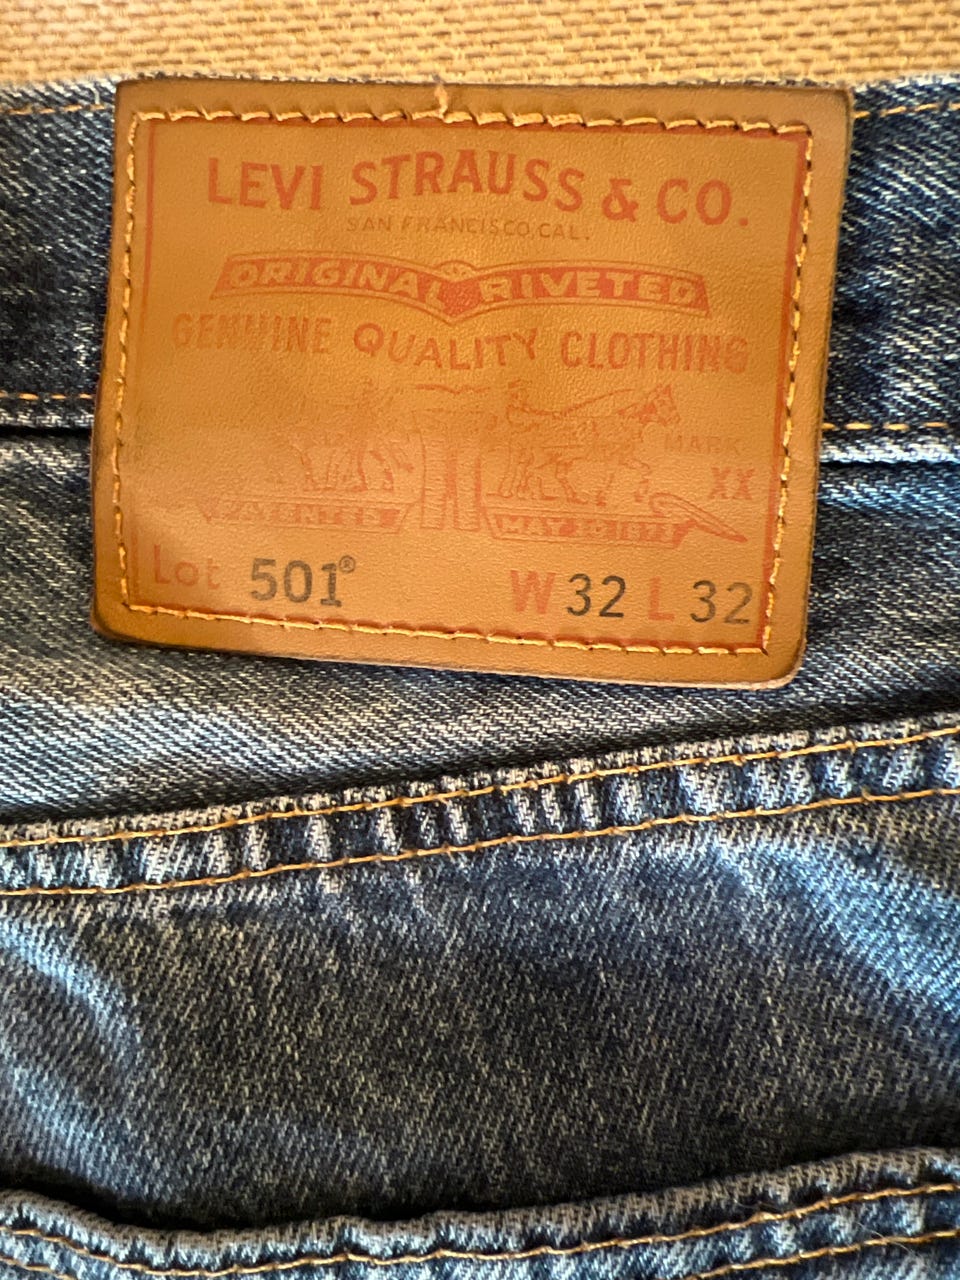 LEVI STRAUSS & CO.
SAN FRANCISCO, CAL.
ORIGINAL RIVETED
GENUINE QUALITY CLOTHING
MARK
XX
PATENTED
MAY 20 1873
Lot 501® W 32 L 32